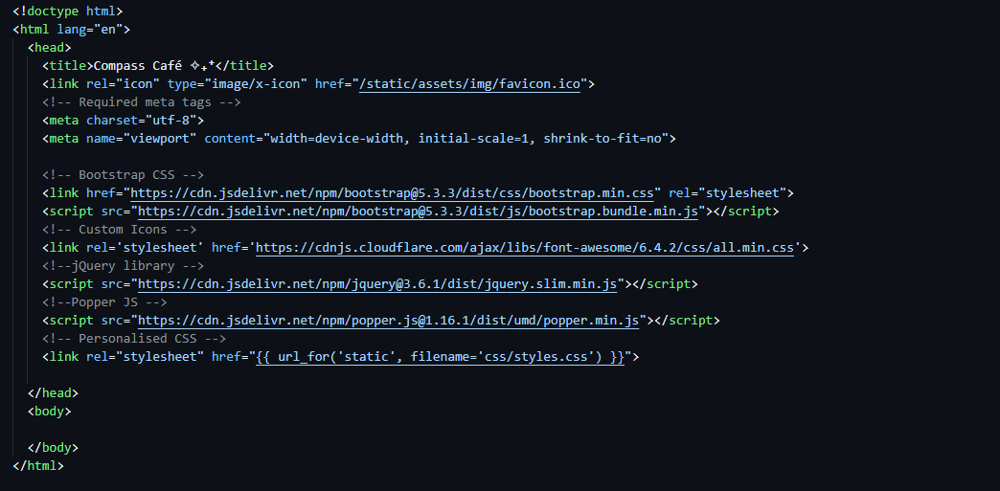 <!doctype html>
<html lang="en">
<head>
<title>Compass Café ✧₊⁺</title>
<link rel="icon" type="image/x-icon" href="/static/assets/img/favicon.ico">
<!-- Required meta tags -->
<meta charset="utf-8">
<meta name="viewport" content="width=device-width, initial-scale=1, shrink-to-fit=no">
<!-- Bootstrap CSS -->
<link href="https://cdn.jsdelivr.net/npm/bootstrap@5.3.3/dist/css/bootstrap.min.css" rel="stylesheet">
<script src="https://cdn.jsdelivr.net/npm/bootstrap@5.3.3/dist/js/bootstrap.bundle.min.js"></script>
<!-- Custom Icons -->
<link rel='stylesheet' href='https://cdnjs.cloudflare.com/ajax/libs/font-awesome/6.4.2/css/all.min.css'>
<!--jQuery library -->
<script src="https://cdn.jsdelivr.net/npm/jquery@3.6.1/dist/jquery.slim.min.js"></script>
<!--Popper JS -->
<script src="https://cdn.jsdelivr.net/npm/popper.js@1.16.1/dist/umd/popper.min.js"></script>
<!-- Personalised CSS -->
<link rel="stylesheet" href="{{ url_for('static', filename='css/styles.css') }}">
</head>
<body>
</body>
</html>